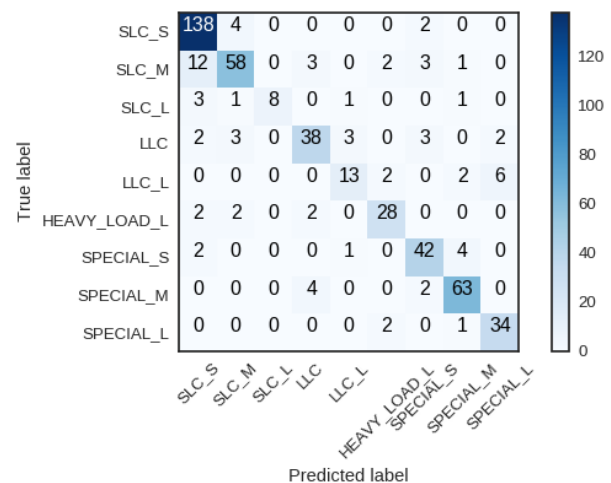 SLC_S 138 4 0 0 0 0 2 0 0
SLC_M 12 58 0 3 0 2 3 1 0
SLC_L 3 1 8 0 1 0 0 1 0
LLC 2 3 0 38 3 0 3 0 2
LLC_L 0 0 0 0 13 2 0 2 6
HEAVY_LOAD_L 2 2 0 2 0 28 0 0 0
SPECIAL_S 2 0 0 0 1 0 42 4 0
SPECIAL_M 0 0 0 4 0 0 2 63 0
SPECIAL_L 0 0 0 0 0 2 0 1 34
True label
SLC_S SLC_M SLC_L LLC LLC_L HEAVY_LOAD_L SPECIAL_S SPECIAL_M SPECIAL_L
Predicted label
120
100
80
60
40
20
0